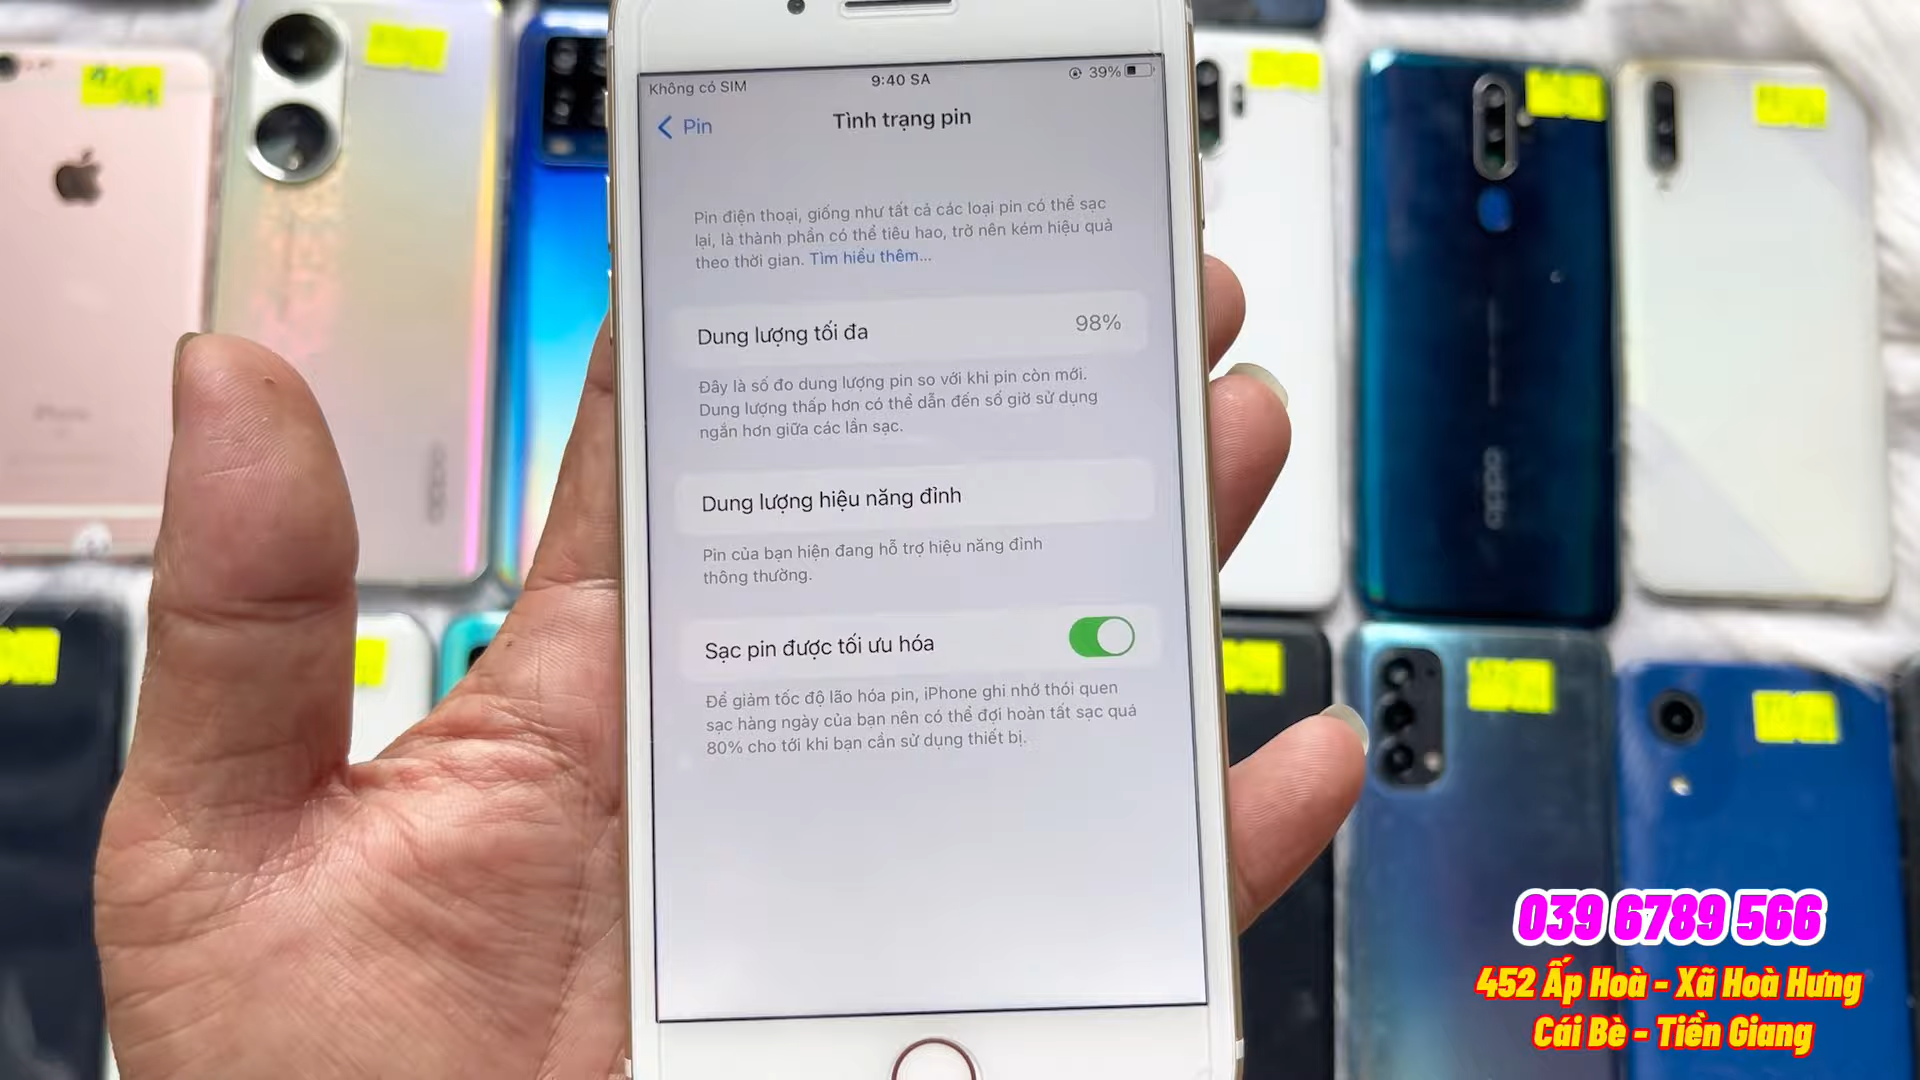 Không có SIM
9:40 SA
39%
Pin
Tình trạng pin
Pin điện thoại, giống như tất cả các loại pin có thể sạc
lại, là thành phần có thể tiêu hao, trở nên kém hiệu quả
theo thời gian. Tìm hiểu thêm...
Dung lượng tối đa
98%
Đây là số đo dung lượng pin so với khi pin còn mới.
Dung lượng thấp hơn có thể dẫn đến số giờ sử dụng
ngắn hơn giữa các lần sạc.
Dung lượng hiệu năng đỉnh
Pin của bạn hiện đang hỗ trợ hiệu năng đỉnh
thông thường.
Sạc pin được tối ưu hóa
Để giảm tốc độ lão hóa pin, iPhone ghi nhớ thói quen
sạc hàng ngày của bạn nên có thể đợi hoàn tất sạc quá
80% cho tới khi bạn cần sử dụng thiết bị.
iPhone
oppo
oppo
039 6789 566
452 Ấp Hoà - Xã Hoà Hưng
Cái Bè - Tiền Giang